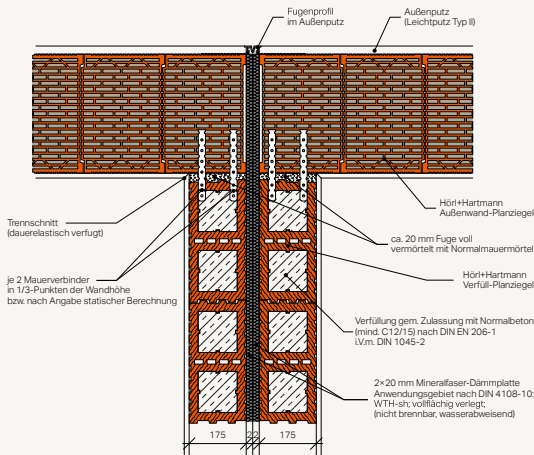 Fugenprofil
im Außenputz
Außenputz
(Leichtputz Typ II)
Hörl+Hartmann
Außenwand-Planziegel
Trennschnitt
(dauerelastisch verfugt)
ca. 20 mm Fuge voll
vermörtelt mit Normalmauermörtel
je 2 Mauerverbinder
in 1/3-Punkten der Wandhöhe
bzw. nach Angabe statischer Berechnung
Hörl+Hartmann
Verfüll-Planziegel
Verfüllung gem. Zulassung mit Normalbeton
(mind. C12/15) nach DIN EN 206-1
i.V.m. DIN 1045-2
2×20 mm Mineralfaser-Dämmplatte
Anwendungsgebiet nach DIN 4108-10:
WTH-sh; vollflächig verlegt;
(nicht brennbar, wasserabweisend)
175 22 175